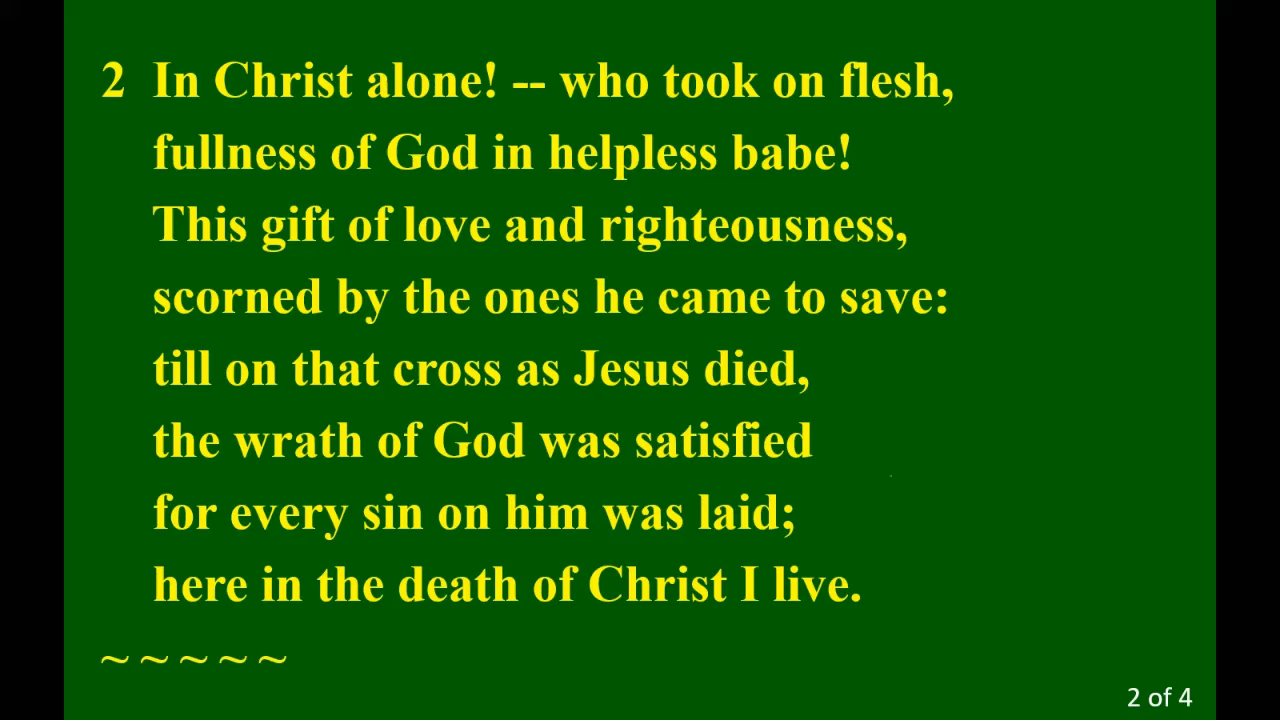 2 In Christ alone! -- who took on flesh,
fullness of God in helpless babe!
This gift of love and righteousness,
scorned by the ones he came to save:
till on that cross as Jesus died,
the wrath of God was satisfied
for every sin on him was laid;
here in the death of Christ I live.
~ ~ ~ ~ ~
2 of 4